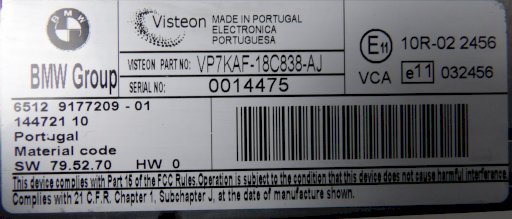 BMW
Visteon
MADE IN PORTUGAL
ELECTRONICA
PORTUGUESA
E11 10R-02 2456
VISTEON PART NO: VP7KAF-18C838-AJ
BMW Group
VCA e11 032456
SERIAL NO: 0014475
6512 9177209 - 01
144721 10
Portugal
Material code
SW 79.52.70 HW 0
This device complies with Part 15 of the FCC Rules.Operation is subject to the condition that this device does not cause harmful interference.
Complies with 21 C.F.R. Chapter 1, Subchapter J, at the date of manufacture shown.